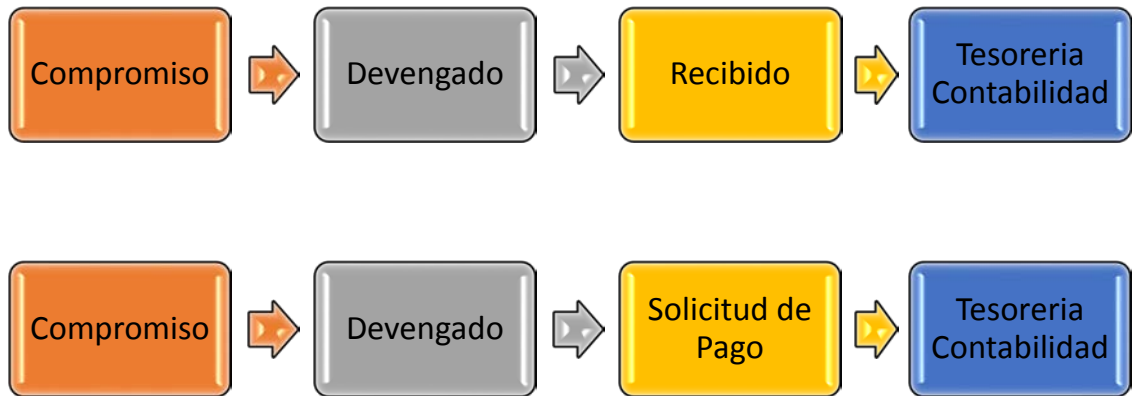 Compromiso
Devengado
Recibido
Tesoreria
Contabilidad
Compromiso
Devengado
Solicitud de
Pago
Tesoreria
Contabilidad